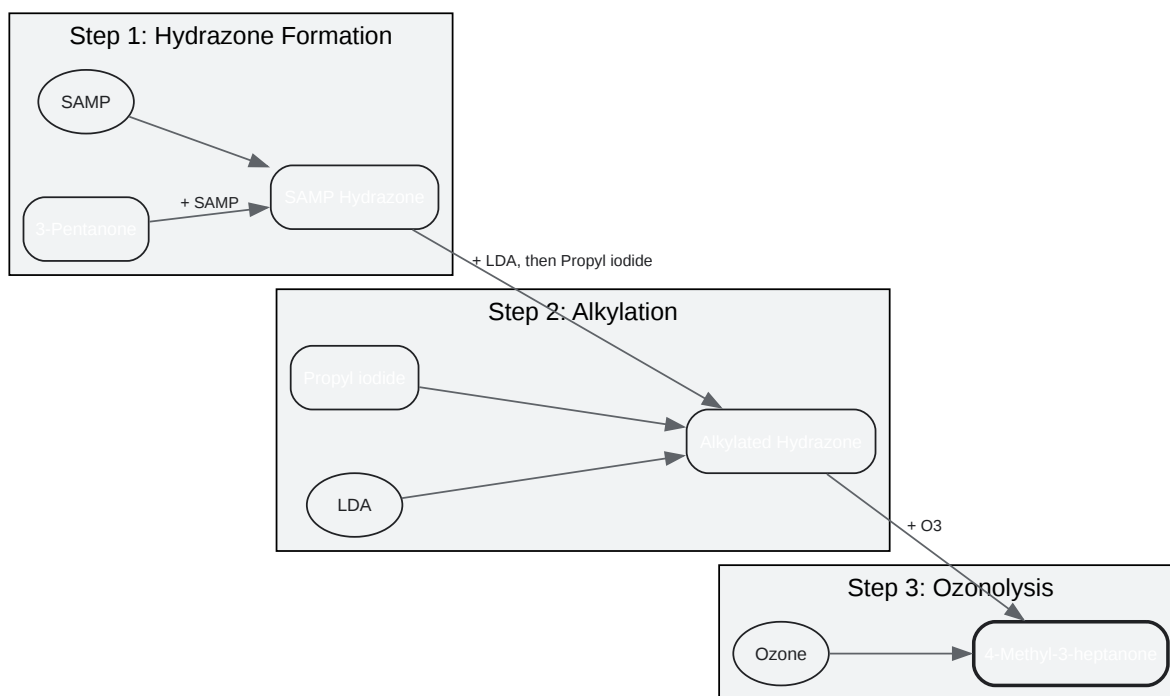 Step 1: Hydrazone Formation
SAMP
3-Pentanone
+ SAMP
SAMP Hydrazone
+ LDA, then Propyl iodide
Step 2: Alkylation
Propyl iodide
LDA
Alkylated Hydrazone
+ O3
Step 3: Ozonolysis
Ozone
4-Methyl-3-heptanone